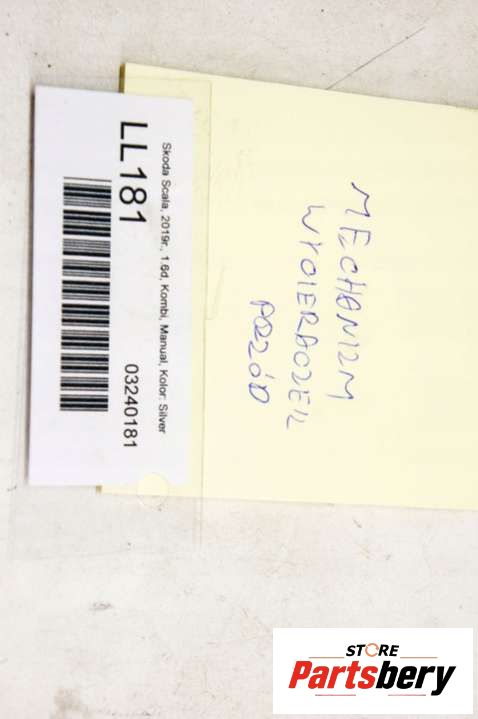 Skoda Scala, 2019r., 1.6d, Kombi, Manual, Kolor: Silver
LL181
03240181
MECHANIZM
WYCIERACZEK
PRZÓD
STORE
Partsbery